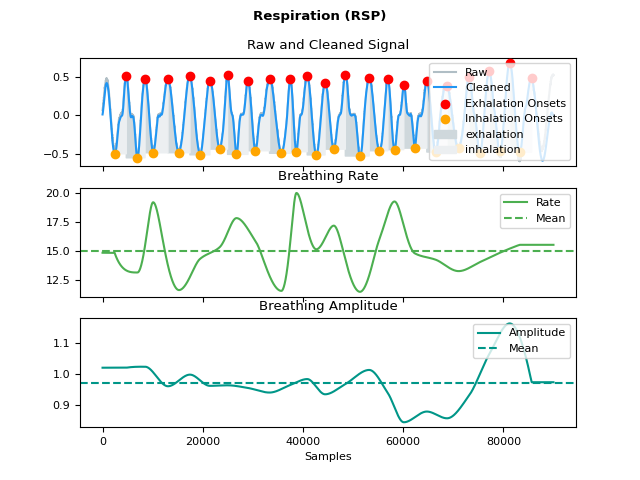 Respiration (RSP)
Raw and Cleaned Signal
0.5
0.0
−0.5
Raw
Cleaned
Exhalation Onsets
Inhalation Onsets
exhalation
inhalation
Breathing Rate
20.0
17.5
15.0
12.5
Rate
Mean
Breathing Amplitude
1.1
1.0
0.9
Amplitude
Mean
0 20000 40000 60000 80000
Samples